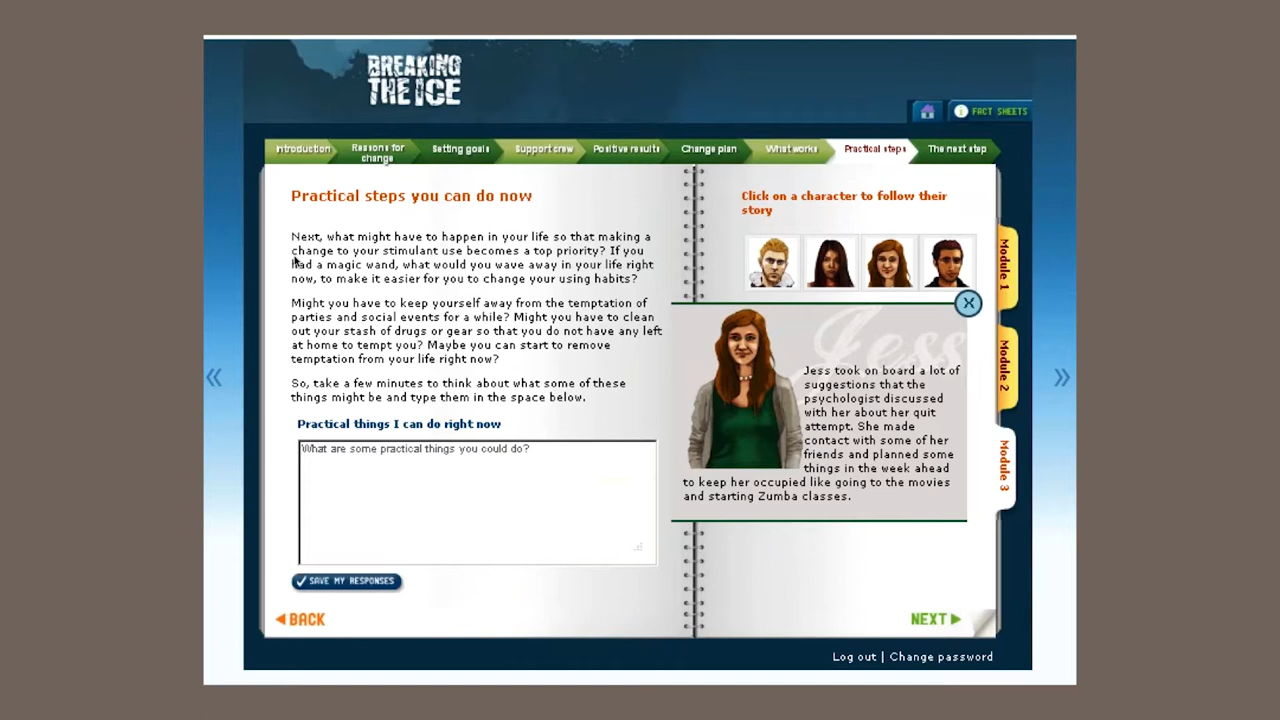 BREAKING
THE ICE
FACT SHEETS
Introduction
Reasons for
change
Setting goals
Support crew
Positive results
Change plan
What works
Practical steps
The next step
Practical steps you can do now
Next, what might have to happen in your life so that making a
change to your stimulant use becomes a top priority? If you
had a magic wand, what would you wave away in your life right
now, to make it easier for you to change your using habits?
Might you have to keep yourself away from the temptation of
parties and social events for a while? Might you have to clean
out your stash of drugs or gear so that you do not have any left
at home to tempt you? Maybe you can start to remove
temptation from your life right now?
So, take a few minutes to think about what some of these
things might be and type them in the space below.
Practical things I can do right now
What are some practical things you could do?
SAVE MY RESPONSES
BACK
Click on a character to follow their
story
X
Jess
Jess took on board a lot of
suggestions that the
psychologist discussed
with her about her quit
attempt. She made
contact with some of her
friends and planned some
things in the week ahead
to keep her occupied like going to the movies
and starting Zumba classes.
NEXT
Module 1
Module 2
Module 3
Log out | Change password